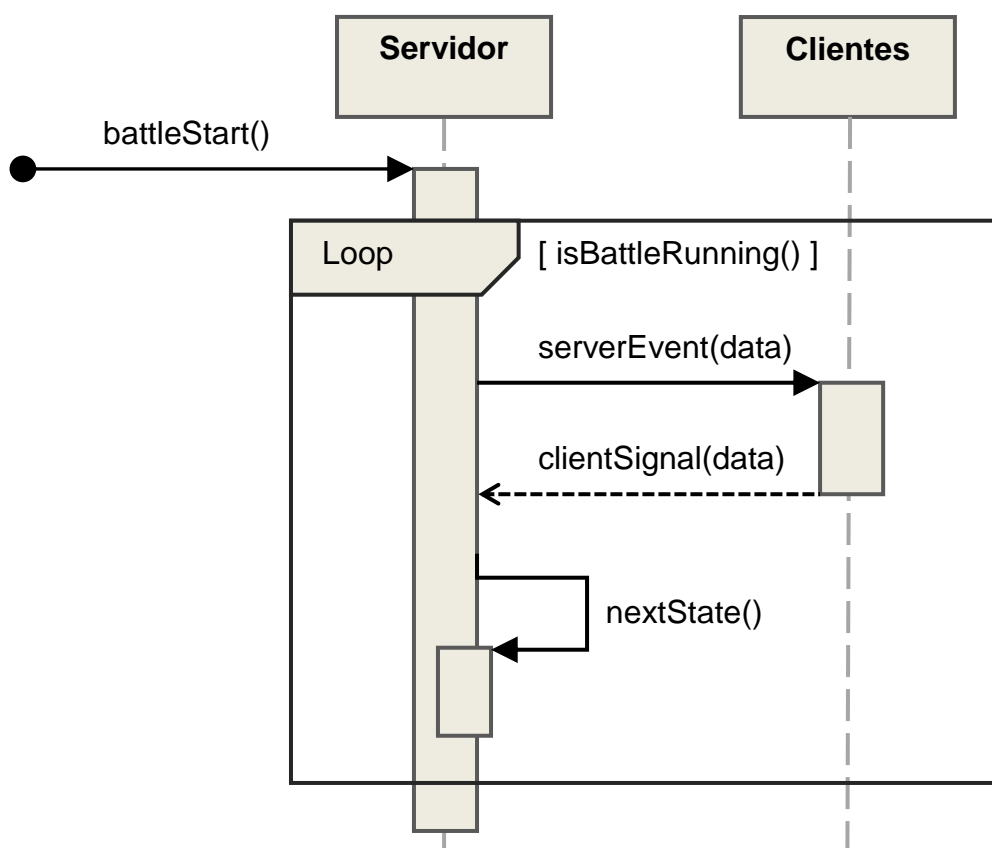 Servidor
Clientes
battleStart()
Loop
[ isBattleRunning() ]
serverEvent(data)
clientSignal(data)
nextState()